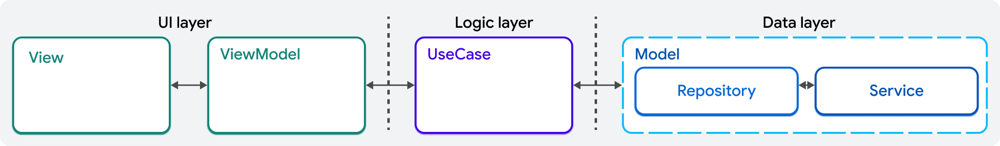 UI layer
Logic layer
Data layer
View
ViewModel
UseCase
Model
Repository
Service